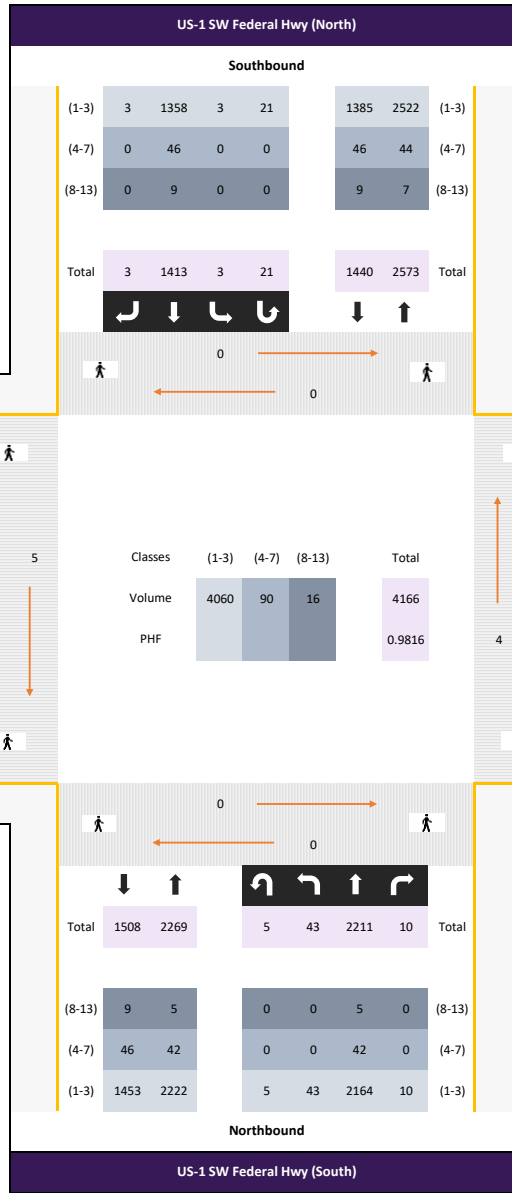 US-1 SW Federal Hwy (North)
Southbound
(1-3) 3 1358 3 21 1385 2522 (1-3)
(4-7) 0 46 0 0 46 44 (4-7)
(8-13) 0 9 0 0 9 7 (8-13)
Total 3 1413 3 21 1440 2573 Total
0
0
5
Classes (1-3) (4-7) (8-13) Total
Volume 4060 90 16 4166
PHF 0.9816
4
0
0
Total 1508 2269 5 43 2211 10 Total
(8-13) 9 5 0 0 5 0 (8-13)
(4-7) 46 42 0 0 42 0 (4-7)
(1-3) 1453 2222 5 43 2164 10 (1-3)
Northbound
US-1 SW Federal Hwy (South)